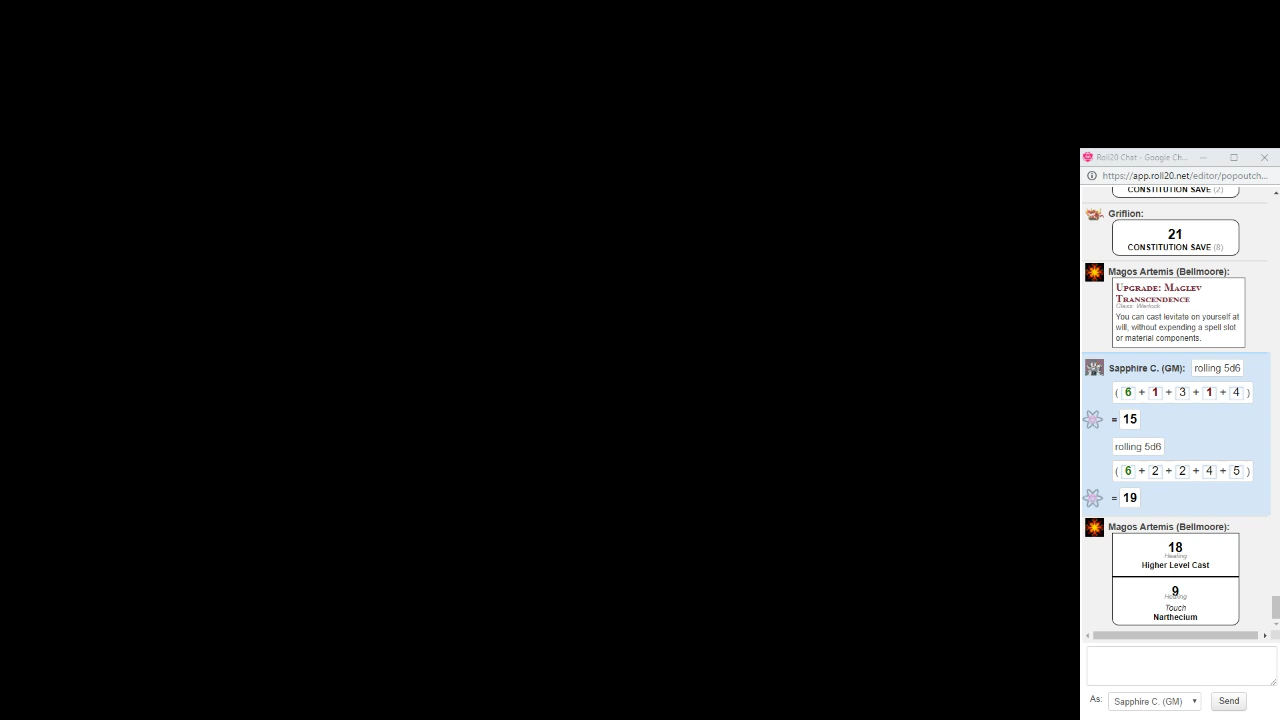 Roll20 Chat - Google Ch...
https://app.roll20.net/editor/popoutch...
CONSTITUTION SAVE (2)
Griflion:
21
CONSTITUTION SAVE (8)
Magos Artemis (Bellmoore):
Upgrade: Maglev
Transcendence
Class: Warlock
You can cast levitate on yourself at
will, without expending a spell slot
or material components.
Sapphire C. (GM): rolling 5d6
( 6 + 1 + 3 + 1 + 4 )
= 15
rolling 5d6
( 6 + 2 + 2 + 4 + 5 )
= 19
Magos Artemis (Bellmoore):
18
Healing
Higher Level Cast
9
Healing
Touch
Narthecium
As: Sapphire C. (GM) Send